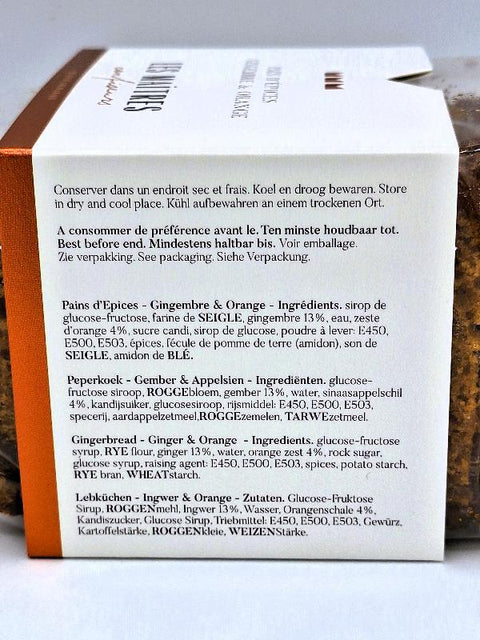 LES MAÎTRES
PAIN D'EPICES
GINGEMBRE & ORANGE
Conserver dans un endroit sec et frais. Koel en droog bewaren. Store
in dry and cool place. Kühl aufbewahren an einem trockenen Ort.
A consommer de préférence avant le. Ten minste houdbaar tot.
Best before end. Mindestens haltbar bis. Voir emballage.
Zie verpakking. See packaging. Siehe Verpackung.
Pains d'Epices - Gingembre & Orange - Ingrédients. sirop de
glucose-fructose, farine de SEIGLE, gingembre 13%, eau, zeste
d'orange 4%, sucre candi, sirop de glucose, poudre à lever: E450,
E500, E503, épices, fécule de pomme de terre (amidon), son de
SEIGLE, amidon de BLÉ.
Peperkoek - Gember & Appelsien - Ingrediënten. glucose-
fructose siroop, ROGGEbloem, gember 13%, water, sinaasappelschil
4%, kandijsuiker, glucosesiroop, rijsmiddel: E450, E500, E503,
specerij, aardappelzetmeel,ROGGEzemelen, TARWEzetmeel.
Gingerbread - Ginger & Orange - Ingredients. glucose-fructose
syrup, RYE flour, ginger 13%, water, orange zest 4%, rock sugar,
glucose syrup, raising agent: E450, E500, E503, spices, potato starch,
RYE bran, WHEATstarch.
Lebküchen - Ingwer & Orange - Zutaten. Glucose-Fruktose
Sirup, ROGGENmehl, Ingwer 13%, Wasser, Orangenschale 4%,
Kandiszucker, Glucose Sirup, Triebmittel: E450, E500, E503, Gewürz,
Kartoffelstärke, ROGGENkleie, WEIZENStärke.